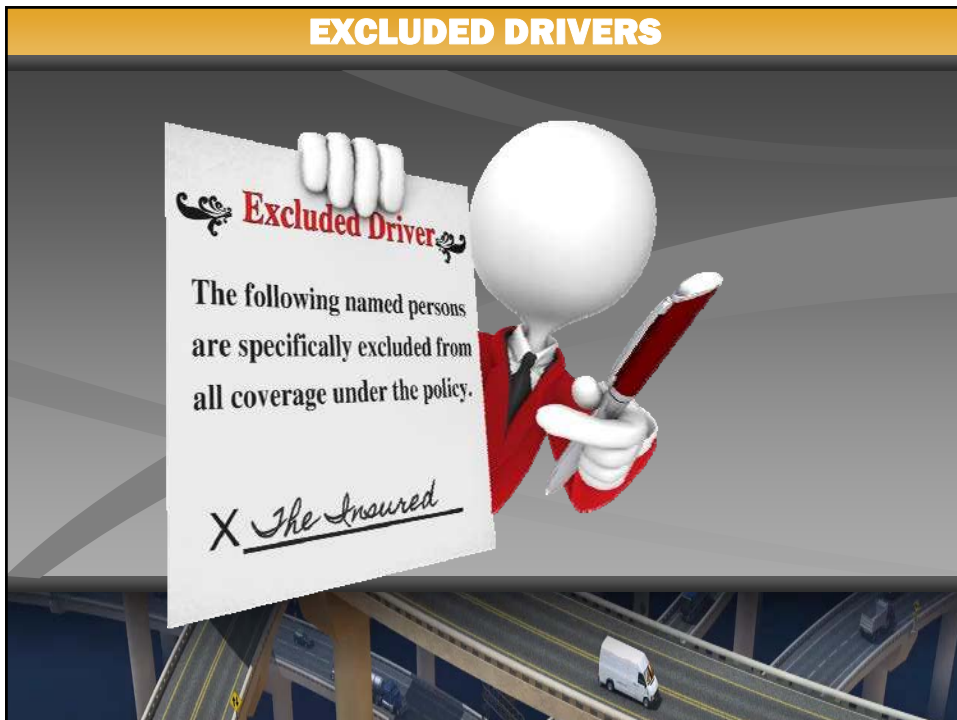 EXCLUDED DRIVERS
Excluded Driver
The following named persons
are specifically excluded from
all coverage under the policy.
X The Insured